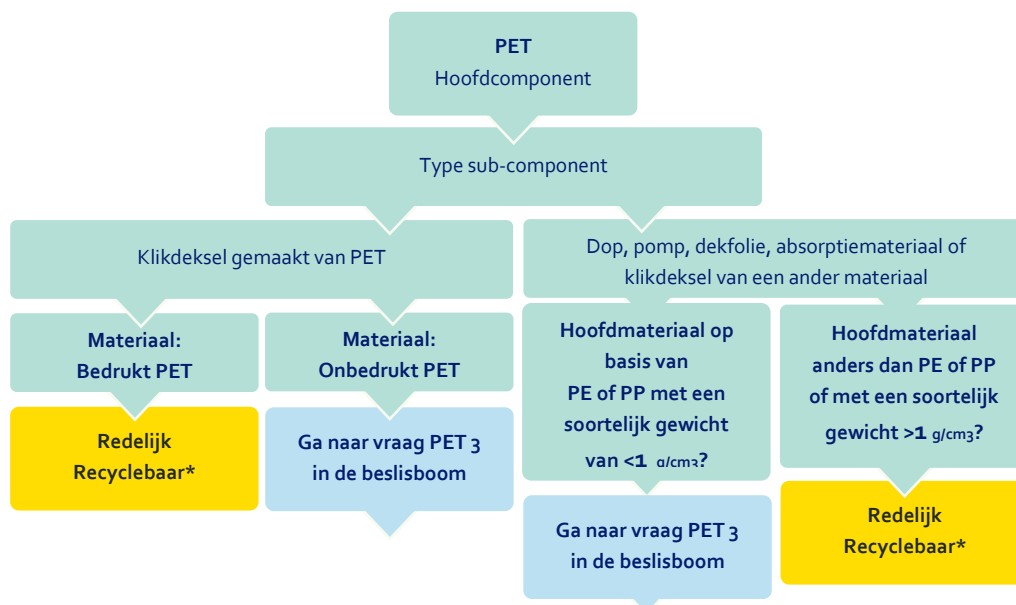 PET
Hoofdcomponent
Type sub-component
Klikdeksel gemaakt van PET
Dop, pomp, dekfolie, absorptiemateriaal of
klikdeksel van een ander materiaal
Materiaal:
Bedrukt PET
Materiaal:
Onbedrukt PET
Hoofdmateriaal op
basis van
PE of PP met een
soortelijk gewicht
van <1 g/cm3?
Hoofdmateriaal
anders dan PE of PP
of met een soortelijk
gewicht >1 g/cm3?
Redelijk
Recyclebaar*
Ga naar vraag PET 3
in de beslisboom
Ga naar vraag PET 3
in de beslisboom
Redelijk
Recyclebaar*